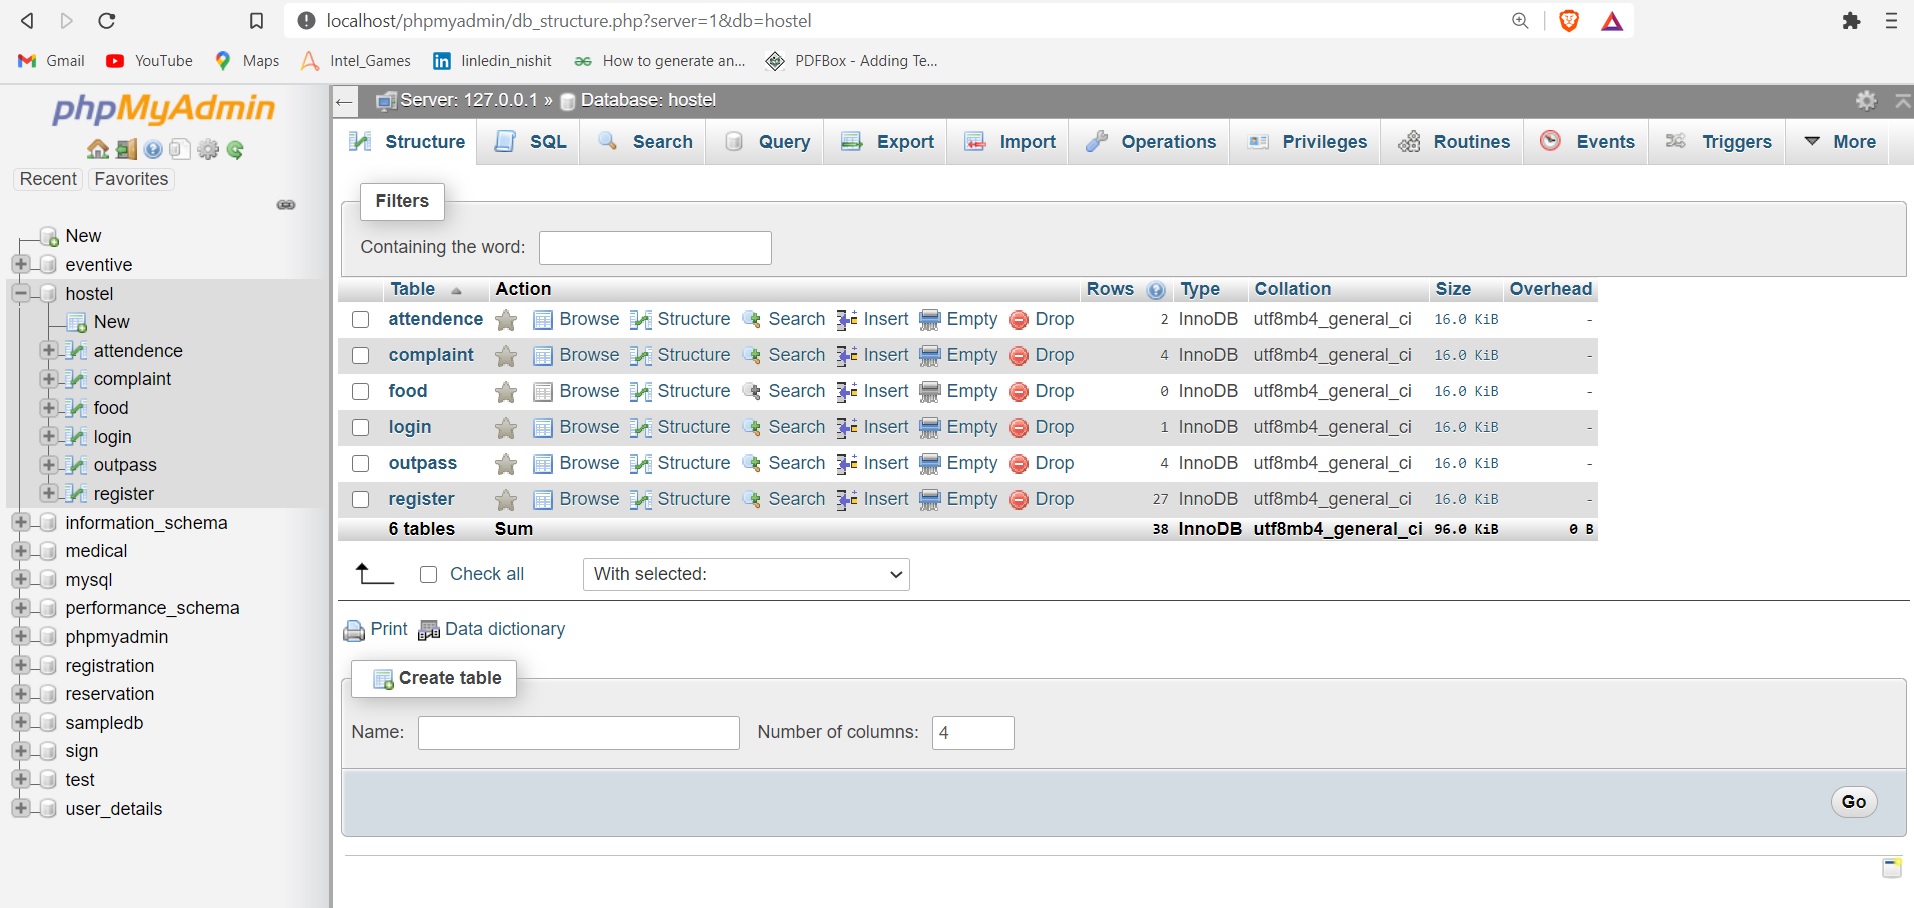 localhost/phpmyadmin/db_structure.php?server=1&db=hostel
Gmail YouTube Maps Intel_Games linledin_nishit How to generate an... PDFBox - Adding Te...
phpMyAdmin
Recent Favorites
New
eventive
hostel
New
attendence
complaint
food
login
outpass
register
information_schema
medical
mysql
performance_schema
phpmyadmin
registration
reservation
sampledb
sign
test
user_details
Server: 127.0.0.1 » Database: hostel
Structure SQL Search Query Export Import Operations Privileges Routines Events Triggers More
Filters
Containing the word:
Table Action Rows Type Collation Size Overhead
attendence Browse Structure Search Insert Empty Drop 2 InnoDB utf8mb4_general_ci 16.0 KiB -
complaint Browse Structure Search Insert Empty Drop 4 InnoDB utf8mb4_general_ci 16.0 KiB -
food Browse Structure Search Insert Empty Drop 0 InnoDB utf8mb4_general_ci 16.0 KiB -
login Browse Structure Search Insert Empty Drop 1 InnoDB utf8mb4_general_ci 16.0 KiB -
outpass Browse Structure Search Insert Empty Drop 4 InnoDB utf8mb4_general_ci 16.0 KiB -
register Browse Structure Search Insert Empty Drop 27 InnoDB utf8mb4_general_ci 16.0 KiB -
6 tables Sum 38 InnoDB utf8mb4_general_ci 96.0 KiB 0 B
Check all With selected:
Print Data dictionary
Create table
Name: Number of columns: 4
Go